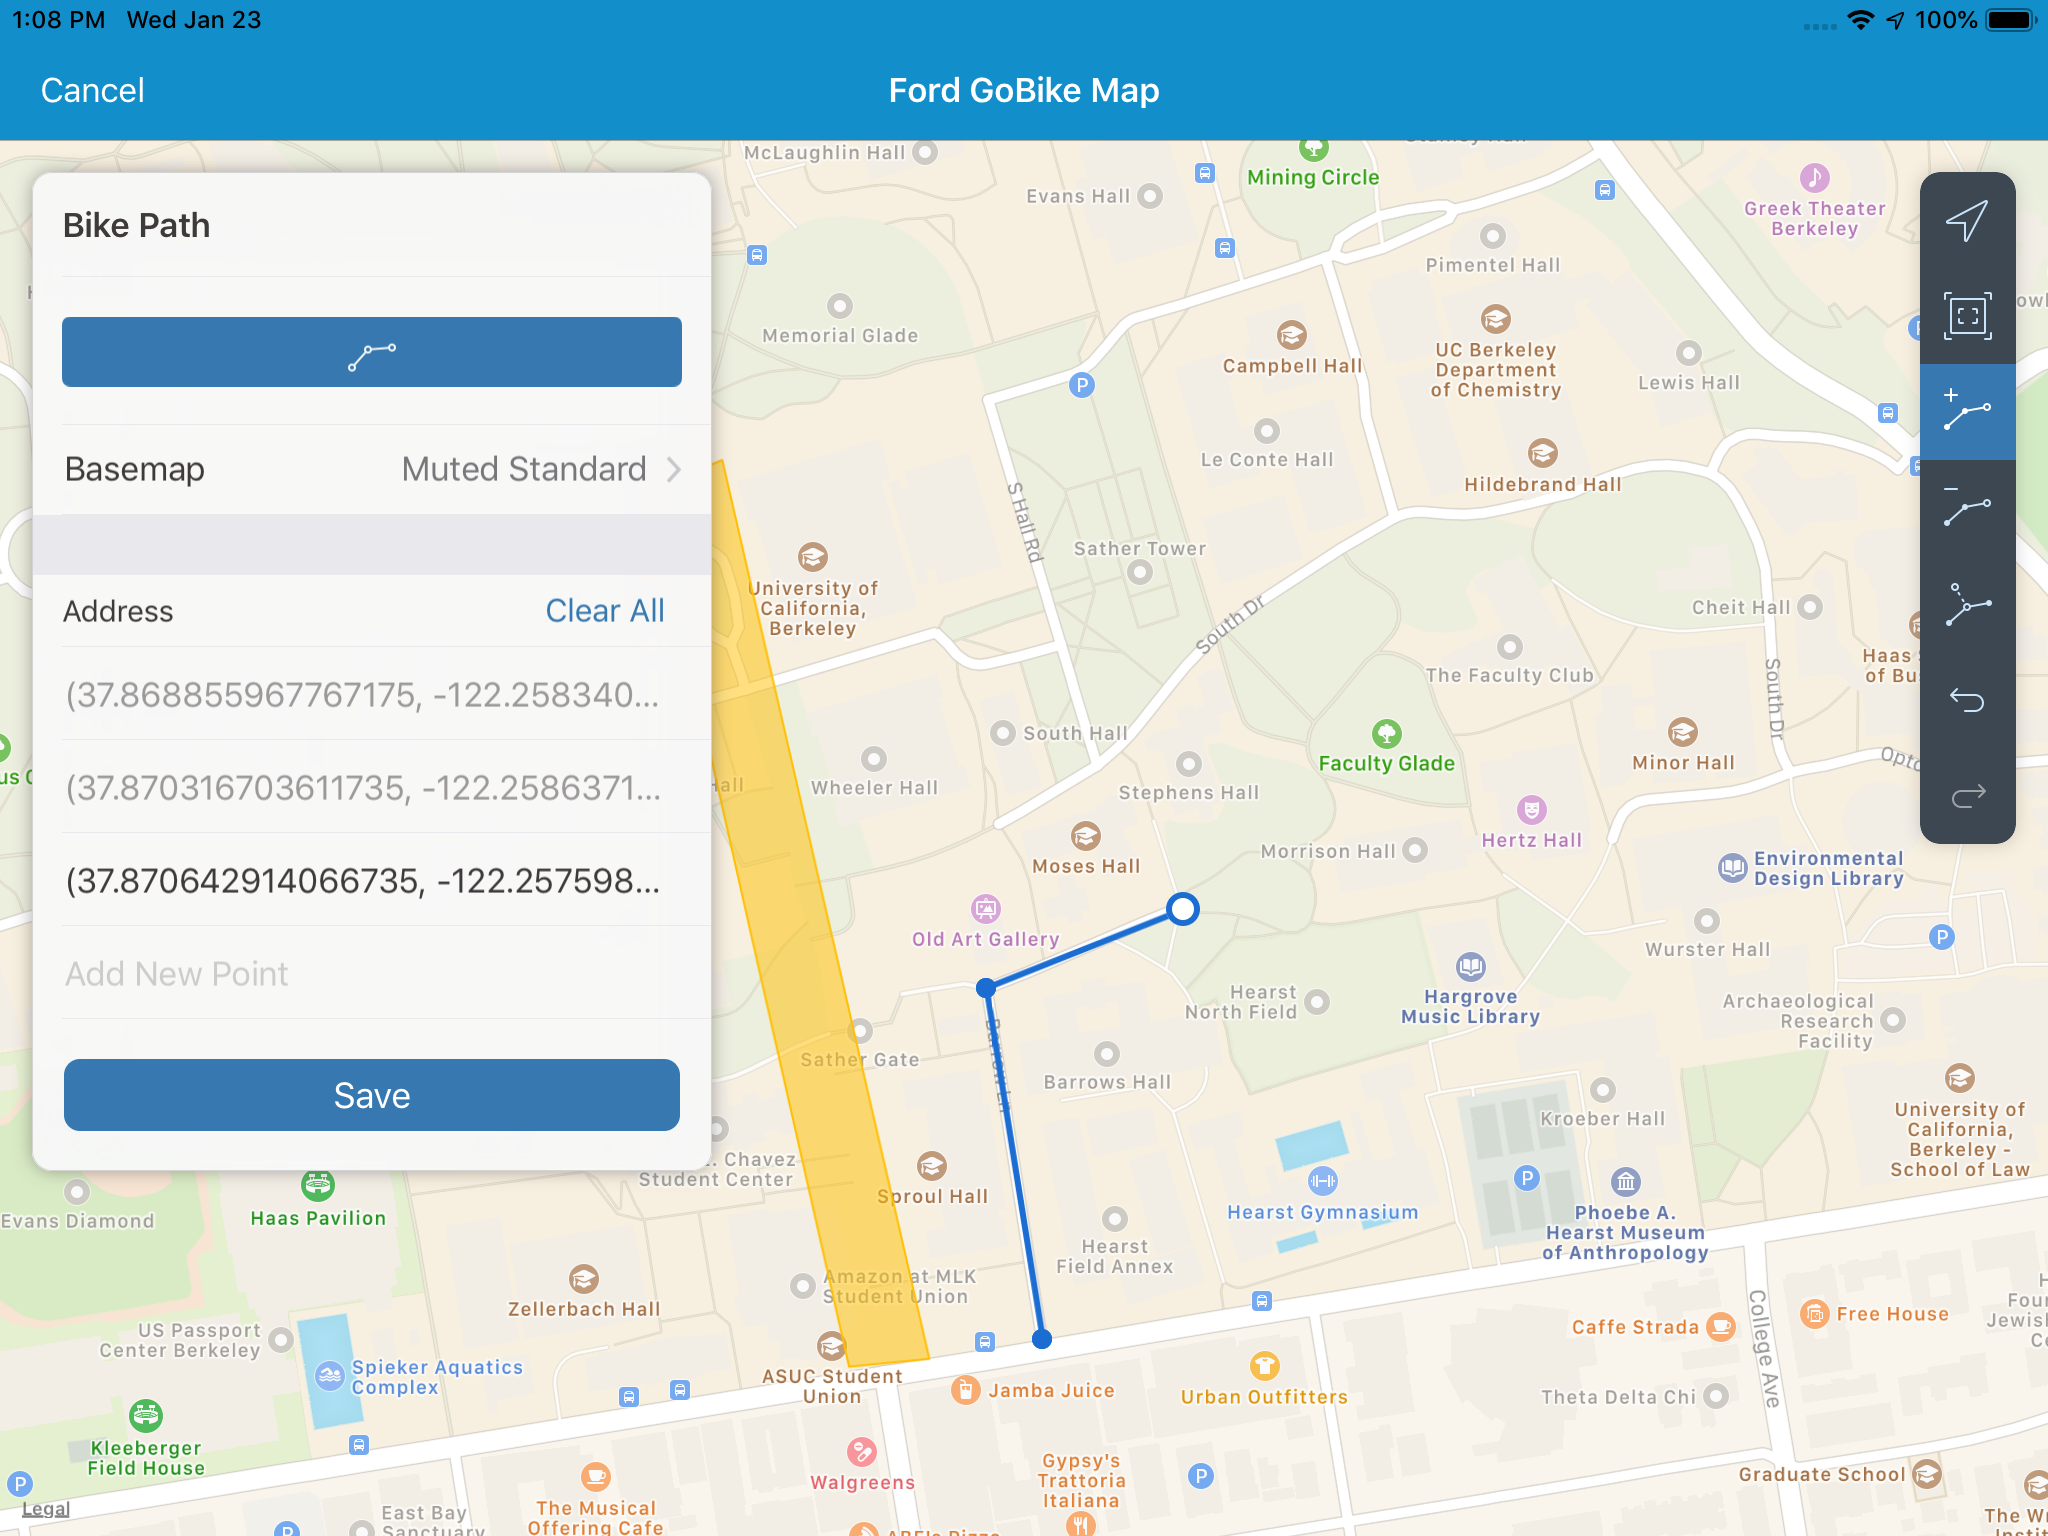 1:08 PM Wed Jan 23
100%
Cancel
Ford GoBike Map
Bike Path
Basemap
Muted Standard
Address
Clear All
(37.868855967767175, -122.258340...
(37.870316703611735, -122.2586371...
(37.870642914066735, -122.257598...
Add New Point
Save
McLaughlin Hall
Evans Hall
Mining Circle
Greek Theater
Berkeley
Pimentel Hall
Memorial Glade
Campbell Hall
UC Berkeley
Department
of Chemistry
Lewis Hall
P
Le Conte Hall
Hildebrand Hall
S Hall Rd
Sather Tower
University of
California,
Berkeley
South Dr
Cheit Hall
The Faculty Club
Haas
of Bus
South Dr
South Hall
Faculty Glade
Minor Hall
Wheeler Hall
Stephens Hall
Hertz Hall
Moses Hall
Morrison Hall
Environmental
Design Library
Old Art Gallery
Wurster Hall
P
Hearst
North Field
Hargrove
Music Library
Archaeological
Research
Facility
Barrow Ln
Sather Gate
Barrows Hall
Kroeber Hall
University of
California,
Berkeley -
School of Law
Chavez
Student Center
Sproul Hall
P
Hearst Gymnasium
Phoebe A.
Hearst Museum
of Anthropology
Evans Diamond
Haas Pavilion
Hearst
Field Annex
Amazon at MLK
Student Union
Zellerbach Hall
College Ave
Caffe Strada
Free House
US Passport
Center Berkeley
Spieker Aquatics
Complex
ASUC Student
Union
Jamba Juice
Urban Outfitters
Theta Delta Chi
Kleeberger
Field House
P
Legal
Walgreens
Gypsy's
Trattoria
Italiana
P
Graduate School
East Bay
Sanctuary
The Musical
Offering Cafe
P